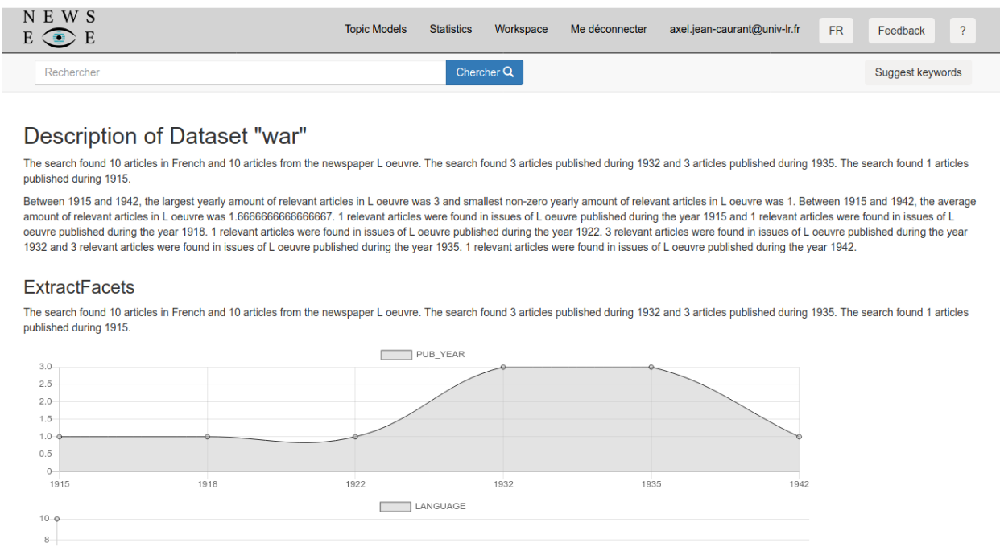 N E W S
E E
Topic Models Statistics Workspace Me déconnecter axel.jean-caurant@univ-lr.fr FR Feedback ?
Rechercher Chercher Suggest keywords
Description of Dataset "war"
The search found 10 articles in French and 10 articles from the newspaper L oeuvre. The search found 3 articles published during 1932 and 3 articles published during 1935. The search found 1 articles
published during 1915.
Between 1915 and 1942, the largest yearly amount of relevant articles in L oeuvre was 3 and smallest non-zero yearly amount of relevant articles in L oeuvre was 1. Between 1915 and 1942, the average
amount of relevant articles in L oeuvre was 1.6666666666666667. 1 relevant articles were found in issues of L oeuvre published during the year 1915 and 1 relevant articles were found in issues of L
oeuvre published during the year 1918. 1 relevant articles were found in issues of L oeuvre published during the year 1922. 3 relevant articles were found in issues of L oeuvre published during the year
1932 and 3 relevant articles were found in issues of L oeuvre published during the year 1935. 1 relevant articles were found in issues of L oeuvre published during the year 1942.
ExtractFacets
The search found 10 articles in French and 10 articles from the newspaper L oeuvre. The search found 3 articles published during 1932 and 3 articles published during 1935. The search found 1 articles
published during 1915.
PUB_YEAR
3.0
2.5
2.0
1.5
1.0
0.5
0
1915 1918 1922 1932 1935 1942
LANGUAGE
10
8